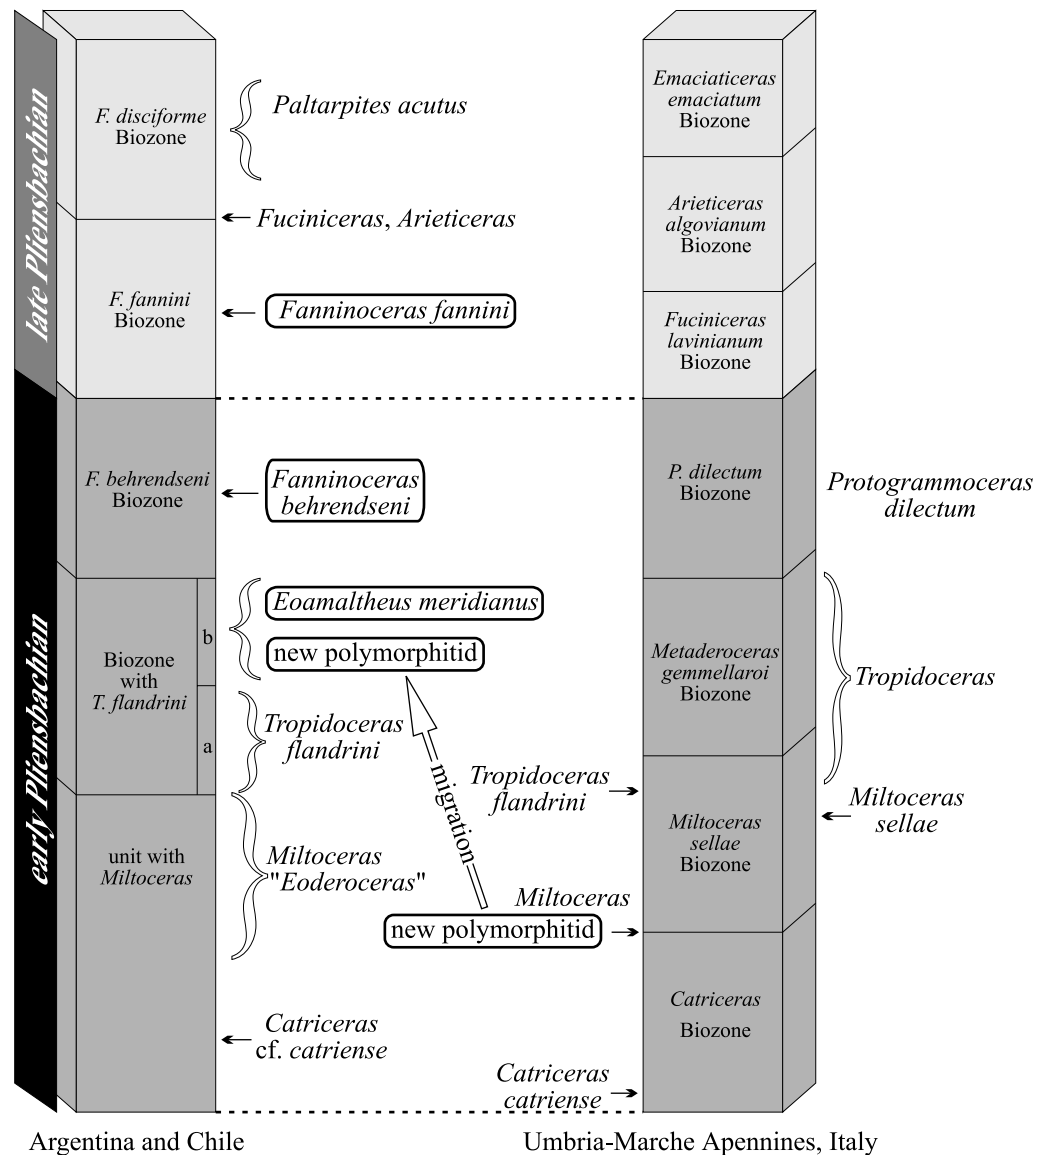 late Pliensbachian
early Pliensbachian
F. disciforme
Biozone
F. fannini
Biozone
F. behrendseni
Biozone
Biozone
with
T. flandrini
b
a
unit with
Miltoceras
Paltarpites acutus
Fuciniceras, Arieticeras
Fanninoceras fannini
Fanninoceras
behrendseni
Eoamaltheus meridianus
new polymorphitid
Tropidoceras
flandrini
Miltoceras
"Eoderoceras"
Catriceras
cf. catriense
migration
Tropidoceras
flandrini
Miltoceras
new polymorphitid
Catriceras
catriense
Emaciaticeras
emaciatum
Biozone
Arieticeras
algovianum
Biozone
Fuciniceras
lavinianum
Biozone
P. dilectum
Biozone
Metaderoceras
gemmellaroi
Biozone
Miltoceras
sellae
Biozone
Catriceras
Biozone
Protogrammoceras
dilectum
Tropidoceras
Miltoceras
sellae
Argentina and Chile
Umbria-Marche Apennines, Italy